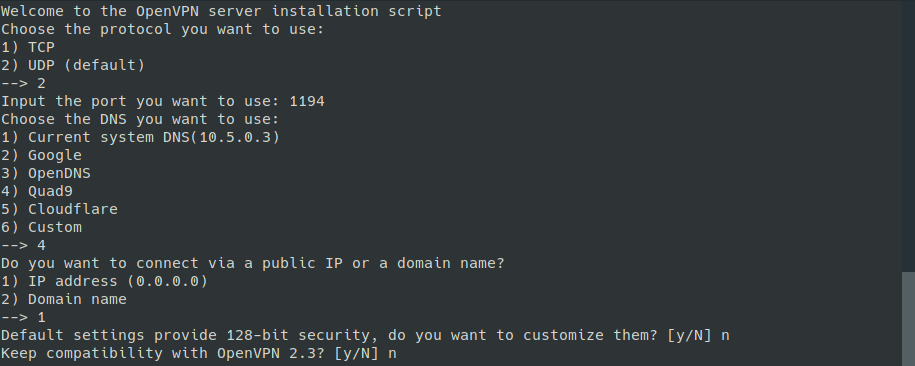 Welcome to the OpenVPN server installation script
Choose the protocol you want to use:
1) TCP
2) UDP (default)
--> 2
Input the port you want to use: 1194
Choose the DNS you want to use:
1) Current system DNS(10.5.0.3)
2) Google
3) OpenDNS
4) Quad9
5) Cloudflare
6) Custom
--> 4
Do you want to connect via a public IP or a domain name?
1) IP address (0.0.0.0)
2) Domain name
--> 1
Default settings provide 128-bit security, do you want to customize them? [y/N] n
Keep compatibility with OpenVPN 2.3? [y/N] n